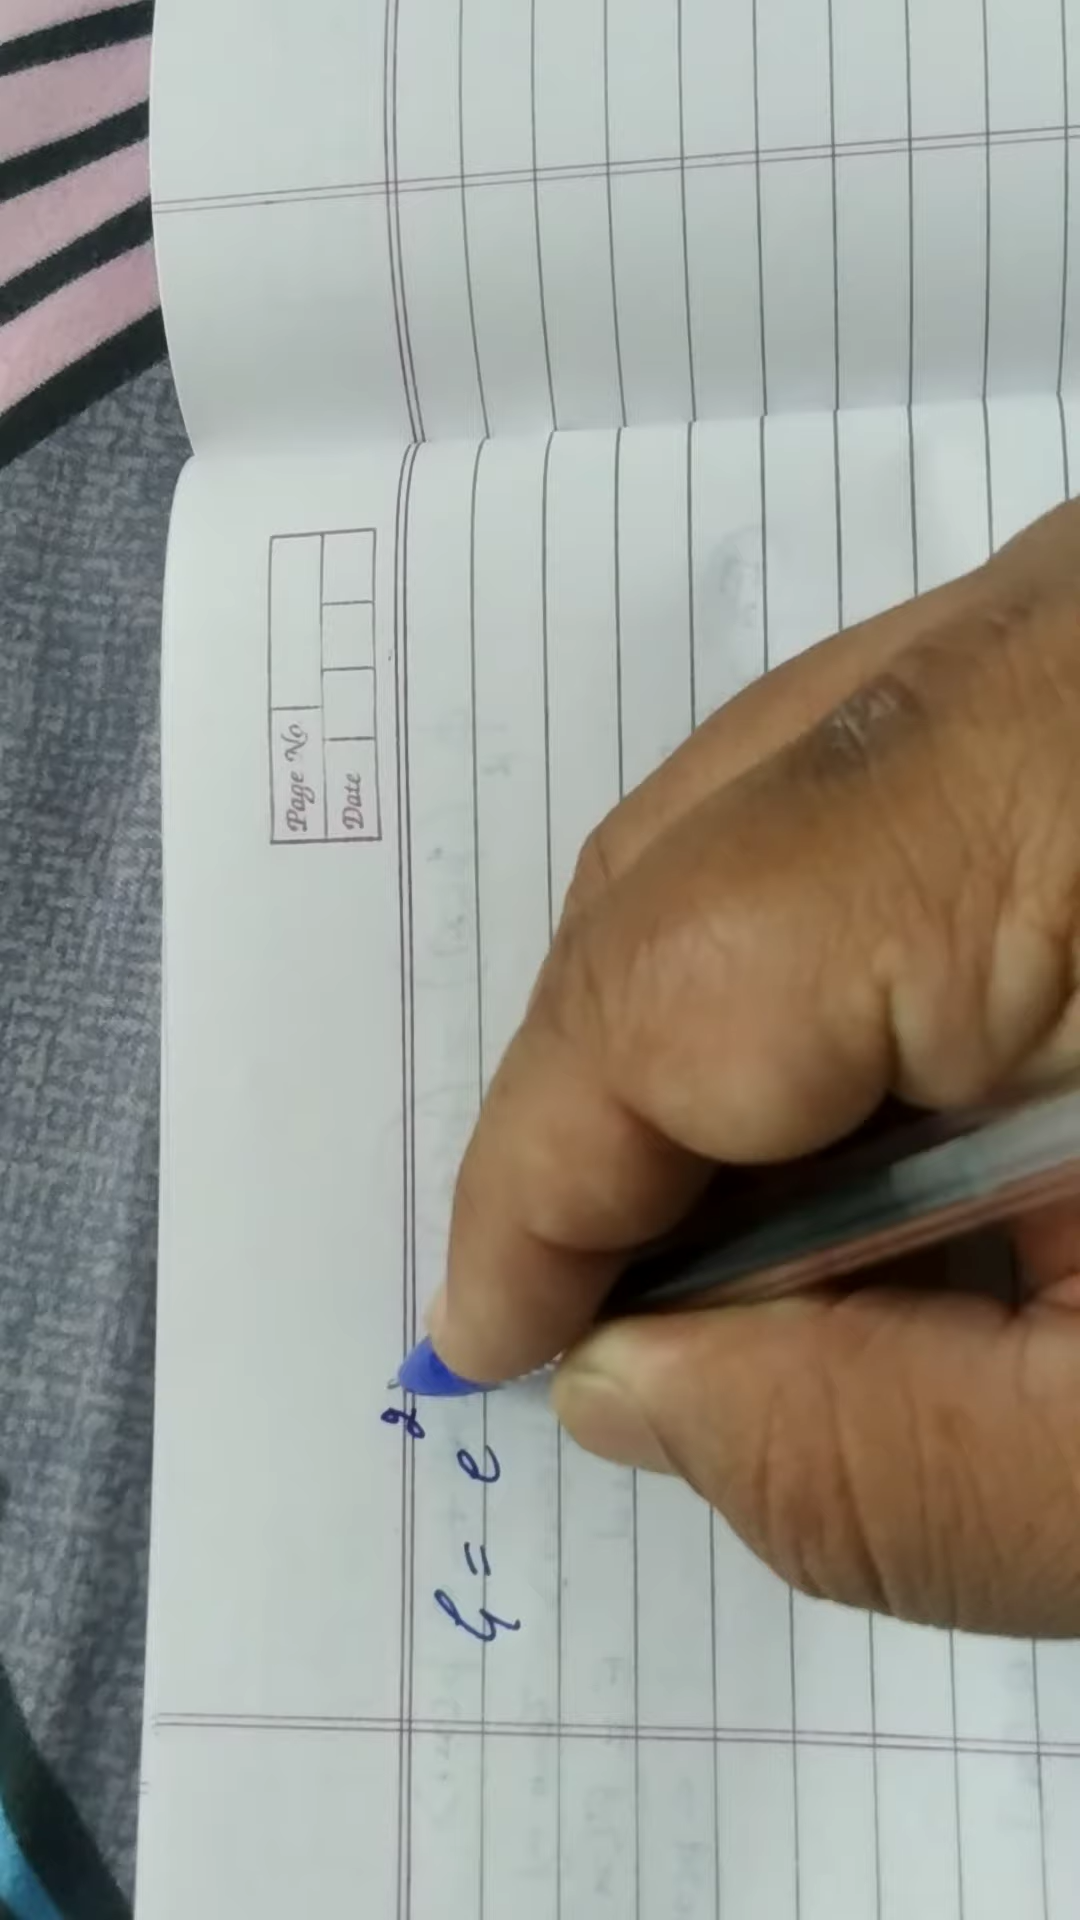 Page No
Date
y = e